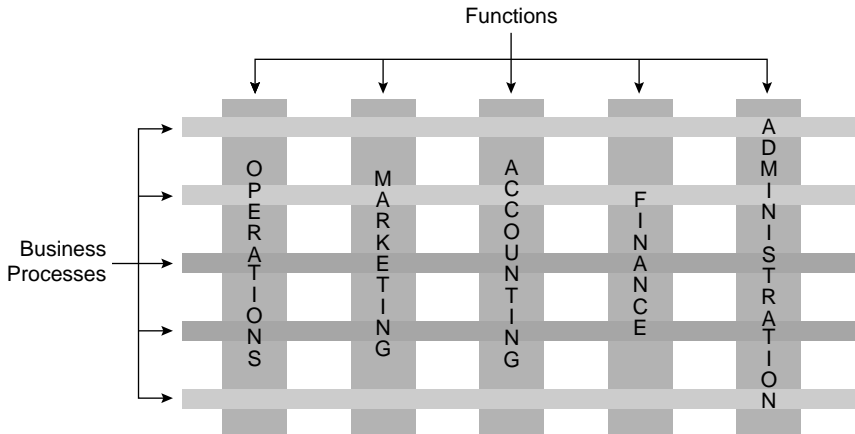 Functions
Business
Processes
OPERATIONS
MARKETING
ACCOUNTING
FINANCE
ADMINISTRATION